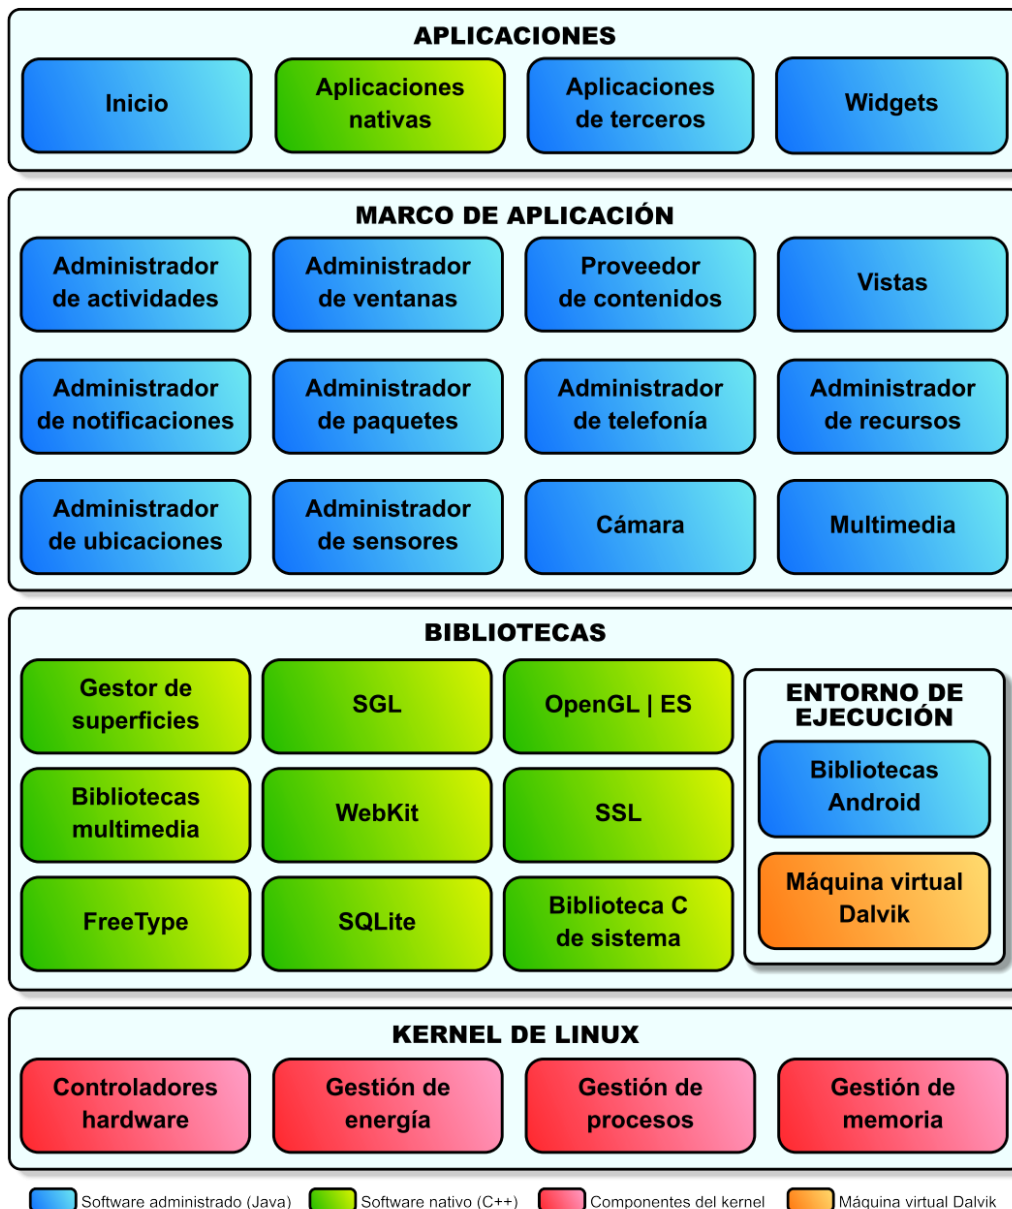 APLICACIONES
Inicio
Aplicaciones
nativas
Aplicaciones
de terceros
Widgets
MARCO DE APLICACIÓN
Administrador
de actividades
Administrador
de ventanas
Proveedor
de contenidos
Vistas
Administrador
de notificaciones
Administrador
de paquetes
Administrador
de telefonía
Administrador
de recursos
Administrador
de ubicaciones
Administrador
de sensores
Cámara
Multimedia
BIBLIOTECAS
Gestor de
superficies
SGL
OpenGL | ES
Bibliotecas
multimedia
WebKit
SSL
FreeType
SQLite
Biblioteca C
de sistema
ENTORNO DE
EJECUCIÓN
Bibliotecas
Android
Máquina virtual
Dalvik
KERNEL DE LINUX
Controladores
hardware
Gestión de
energía
Gestión de
procesos
Gestión de
memoria
Software administrado (Java)
Software nativo (C++)
Componentes del kernel
Máquina virtual Dalvik